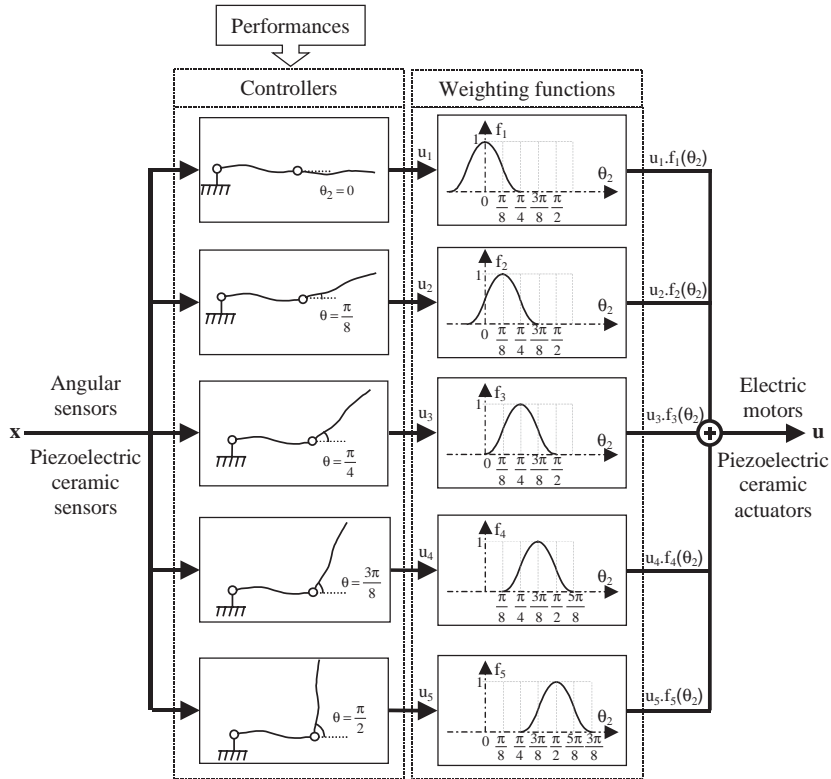 Performances
Controllers
Weighting functions
θ₂=0
u₁
1
f₁
θ₂
0 π/8 π/4 3π/8 π/2
u₁.f₁(θ₂)
θ = π/8
u₂
1
f₂
θ₂
0 π/8 π/4 3π/8 π/2
u₂.f₂(θ₂)
Angular
sensors
x
Piezoelectric
ceramic
sensors
θ = π/4
u₃
1
f₃
θ₂
0 π/8 π/4 3π/8 π/2
u₃.f₃(θ₂)
Electric
motors
u
Piezoelectric
ceramic
actuators
θ = 3π/8
u₄
1
f₄
θ₂
0 π/8 π/4 3π/8 π/2 5π/8
u₄.f₄(θ₂)
θ = π/2
u₅
1
f₅
θ₂
0 π/8 π/4 3π/8 π/2 5π/8 3π/8
u₅.f₅(θ₂)